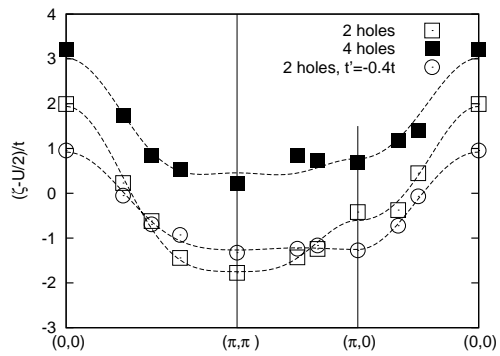 4
3
2
1
0
-1
-2
-3
(ζ-U/2)/t
2 holes
4 holes
2 holes, t'=-0.4t
(0,0) (π,π) (π,0) (0,0)